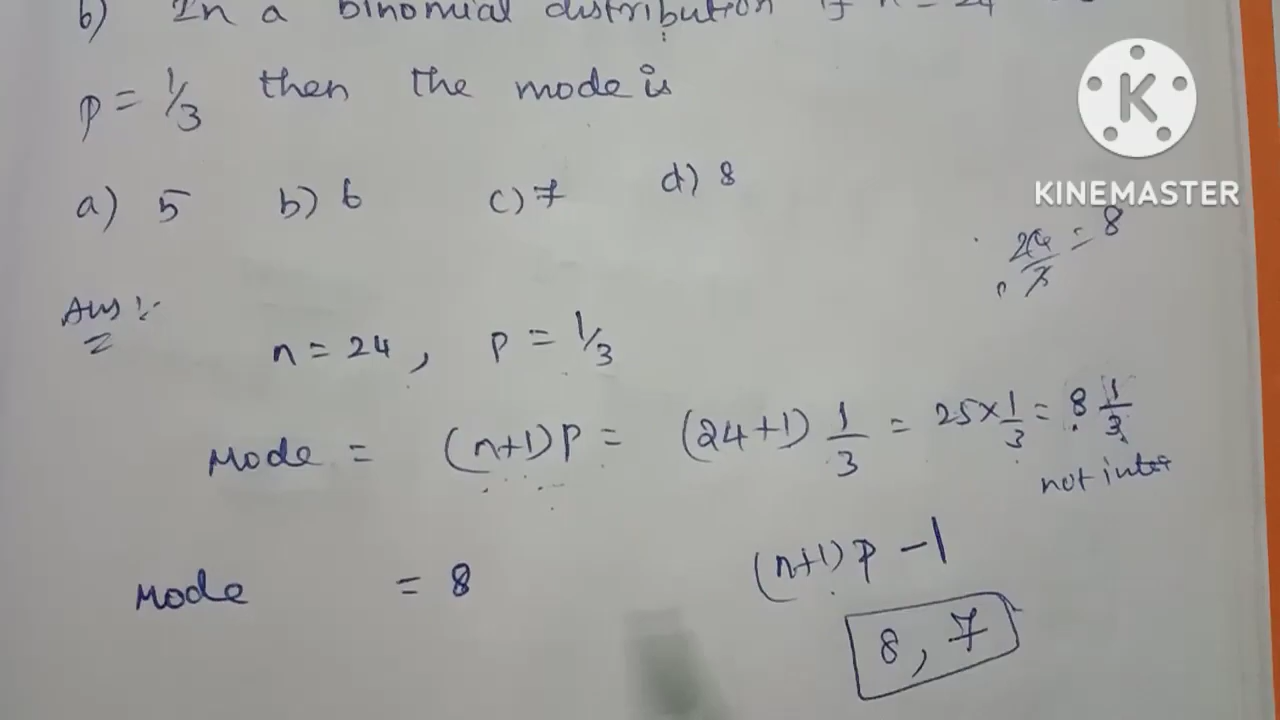 6) In a binomial distribution if n = 24
p = 1/3 then the mode is
a) 5 b) 6 c) 7 d) 8
KINEMASTER
24/3 = 8
Ans :-
n = 24, p = 1/3
Mode = (n+1)p = (24+1) 1/3 = 25×1/3 = 8 1/3
not inte
(n+1)p - 1
Mode = 8
8, 7